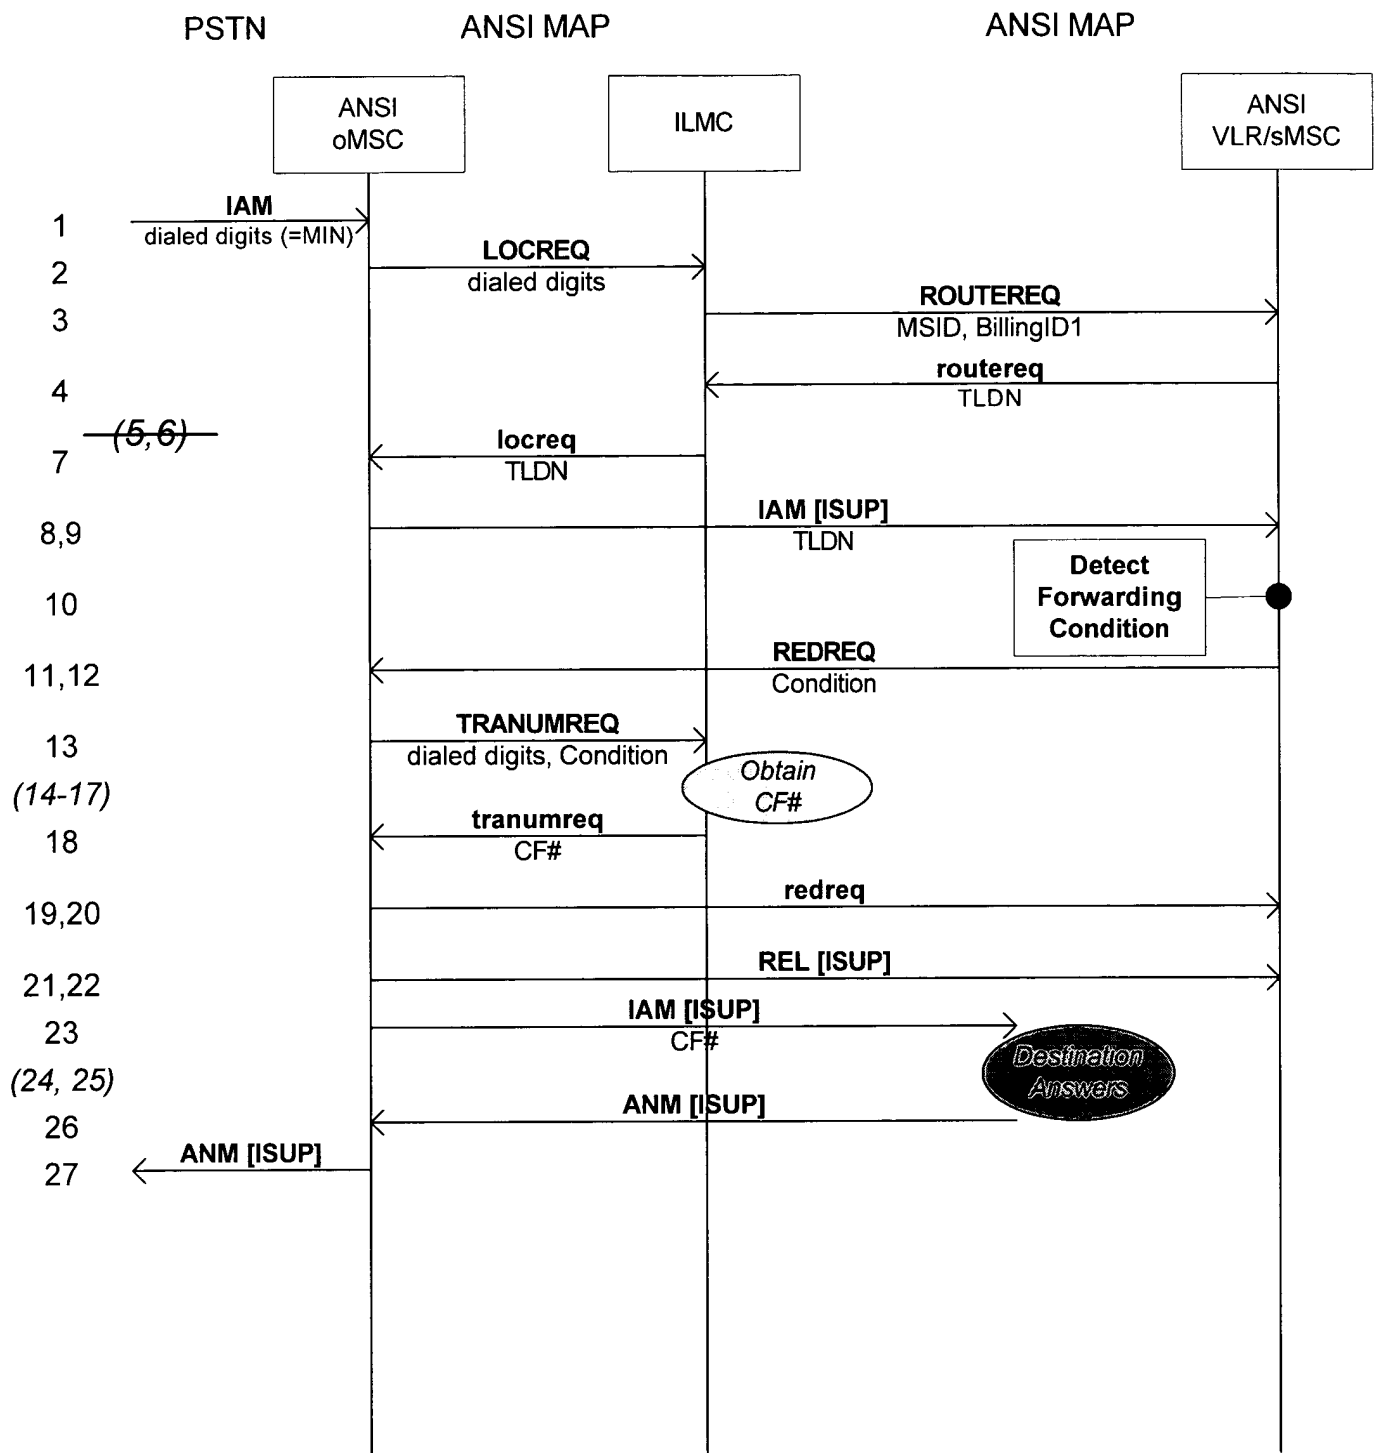 PSTN
ANSI MAP
ANSI MAP
ANSI
oMSC
ILMC
ANSI
VLR/sMSC
1
IAM
dialed digits (=MIN)
2
LOCREQ
dialed digits
3
ROUTEREQ
MSID, BillingID1
4
routereq
TLDN
(5,6)
7
locreq
TLDN
8,9
IAM [ISUP]
TLDN
10
Detect
Forwarding
Condition
11,12
REDREQ
Condition
13
TRANUMREQ
dialed digits, Condition
(14-17)
Obtain
CF#
18
tranumreq
CF#
19,20
redreq
21,22
REL [ISUP]
23
IAM [ISUP]
CF#
(24, 25)
Destination
Answers
26
ANM [ISUP]
27
ANM [ISUP]